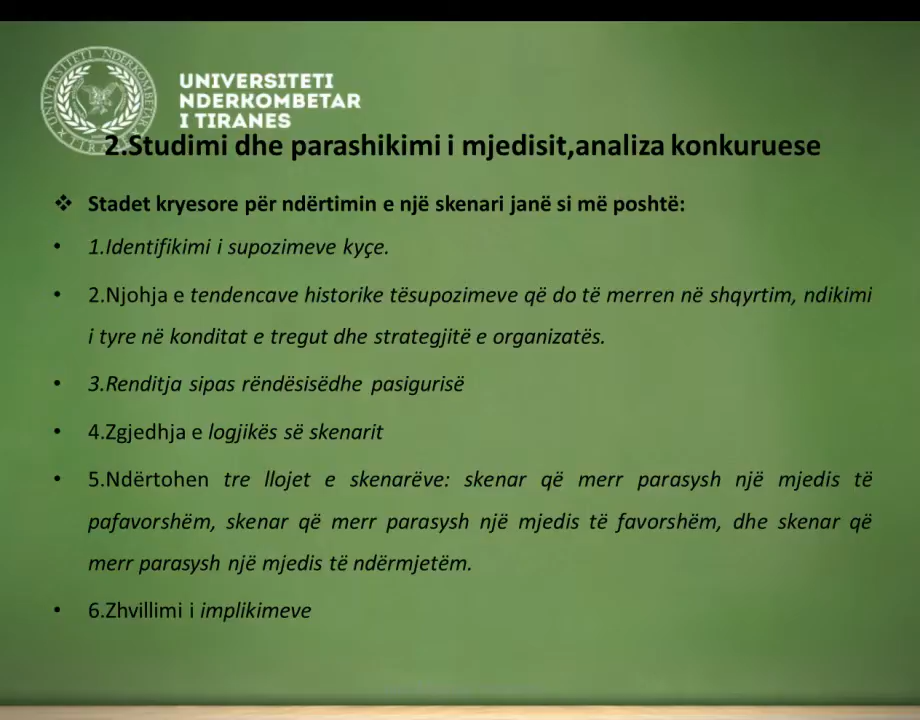 UNIVERSITETI
NDERKOMBETAR
I TIRANES
2.Studimi dhe parashikimi i mjedisit,analiza konkuruese
❖ Stadet kryesore për ndërtimin e një skenari janë si më poshtë:
• 1.Identifikimi i supozimeve kyçe.
• 2.Njohja e tendencave historike tësupozimeve që do të merren në shqyrtim, ndikimi
i tyre në konditat e tregut dhe strategjitë e organizatës.
• 3.Renditja sipas rëndësisëdhe pasigurisë
• 4.Zgjedhja e logjikës së skenarit
• 5.Ndërtohen tre llojet e skenarëve: skenar që merr parasysh një mjedis të
pafavorshëm, skenar që merr parasysh një mjedis të favorshëm, dhe skenar që
merr parasysh një mjedis të ndërmjetëm.
• 6.Zhvillimi i implikimeve